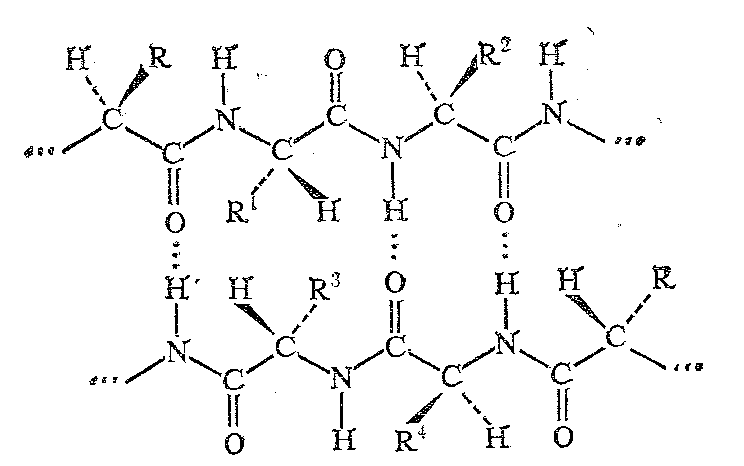 H R H O H R² H
C N C C
... C C N C ...
O R¹ H H O
H H R³ O H H R
N C C N C
... C N C C ...
O H R⁴ H O